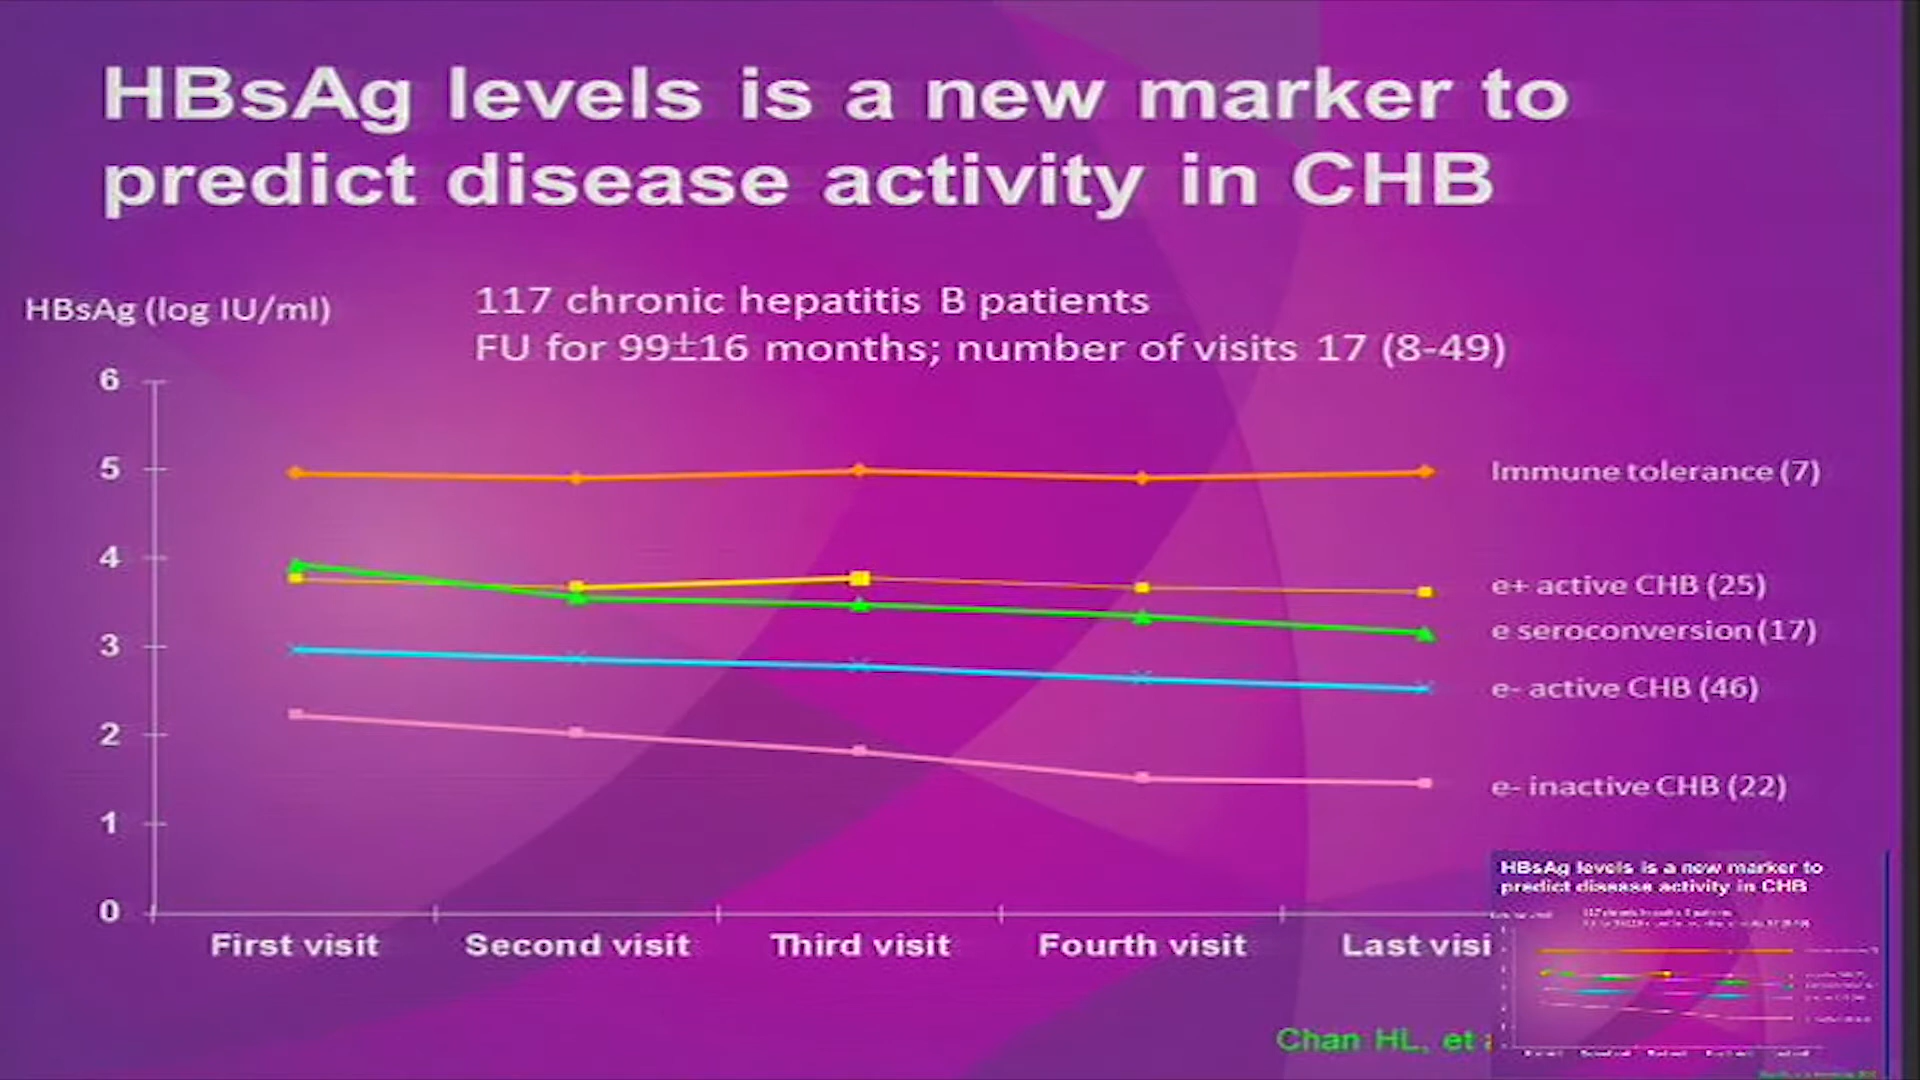 HBsAg levels is a new marker to
predict disease activity in CHB
HBsAg (log IU/ml)
117 chronic hepatitis B patients
FU for 99±16 months; number of visits 17 (8-49)
6
5
4
3
2
1
0
Immune tolerance (7)
e+ active CHB (25)
e seroconversion (17)
e- active CHB (46)
e- inactive CHB (22)
First visit
Second visit
Third visit
Fourth visit
Last visi
Chan HL, et
HBsAg levels is a new marker to
predict disease activity in CHB